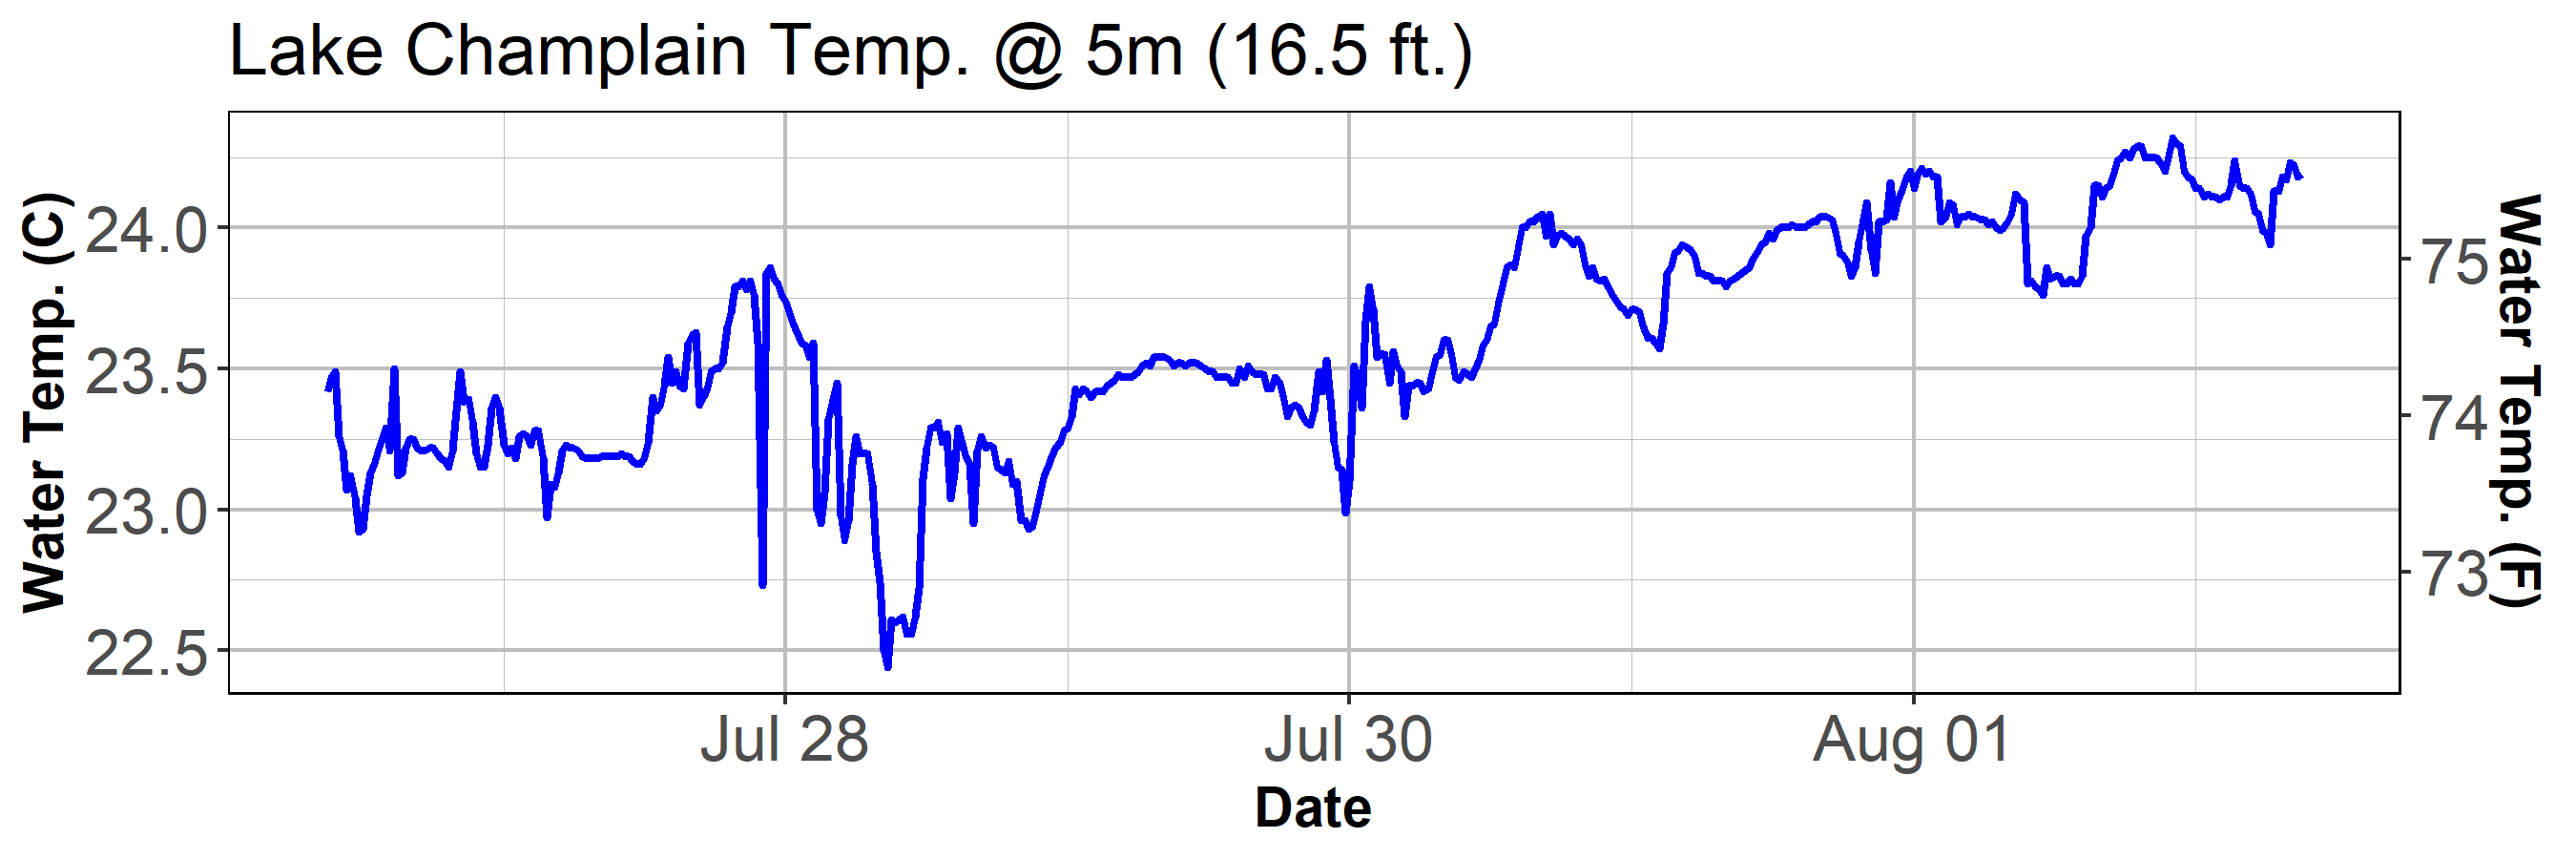 Lake Champlain Temp. @ 5m (16.5 ft.)
Water Temp. (C)
24.0
23.5
23.0
22.5
75
74
73
Water Temp. (F)
Jul 28
Jul 30
Aug 01
Date